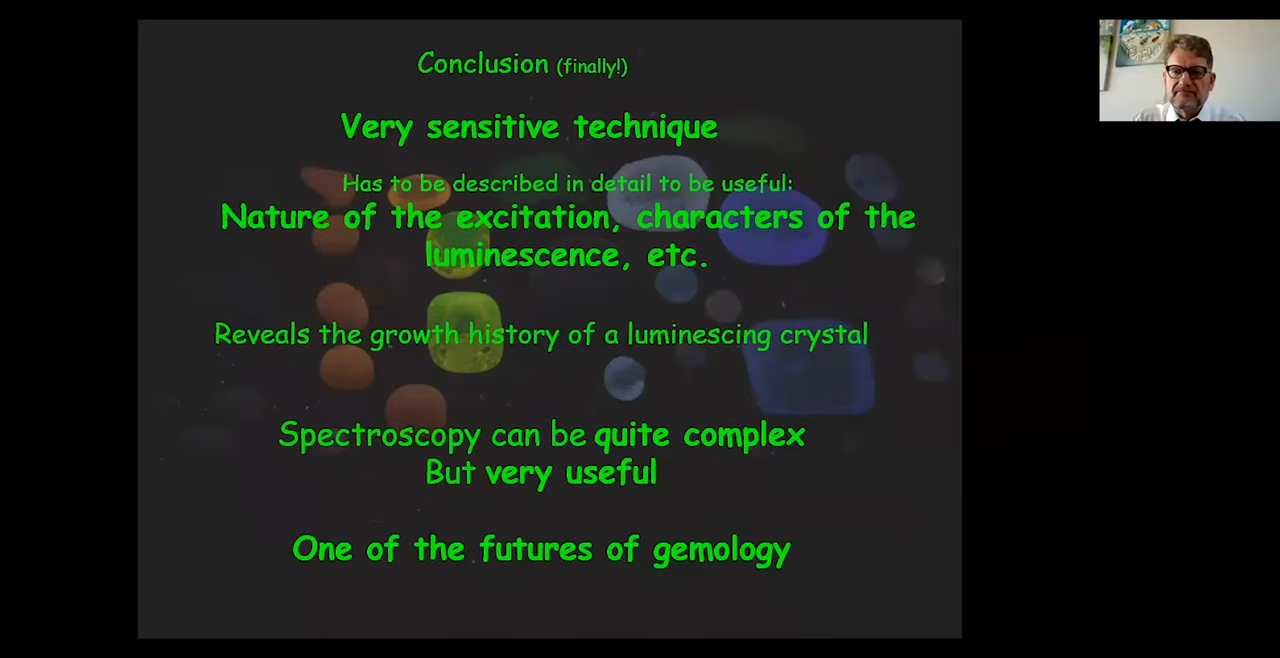 Conclusion (finally!)
Very sensitive technique
Has to be described in detail to be useful:
Nature of the excitation, characters of the
luminescence, etc.
Reveals the growth history of a luminescing crystal
Spectroscopy can be quite complex
But very useful
One of the futures of gemology